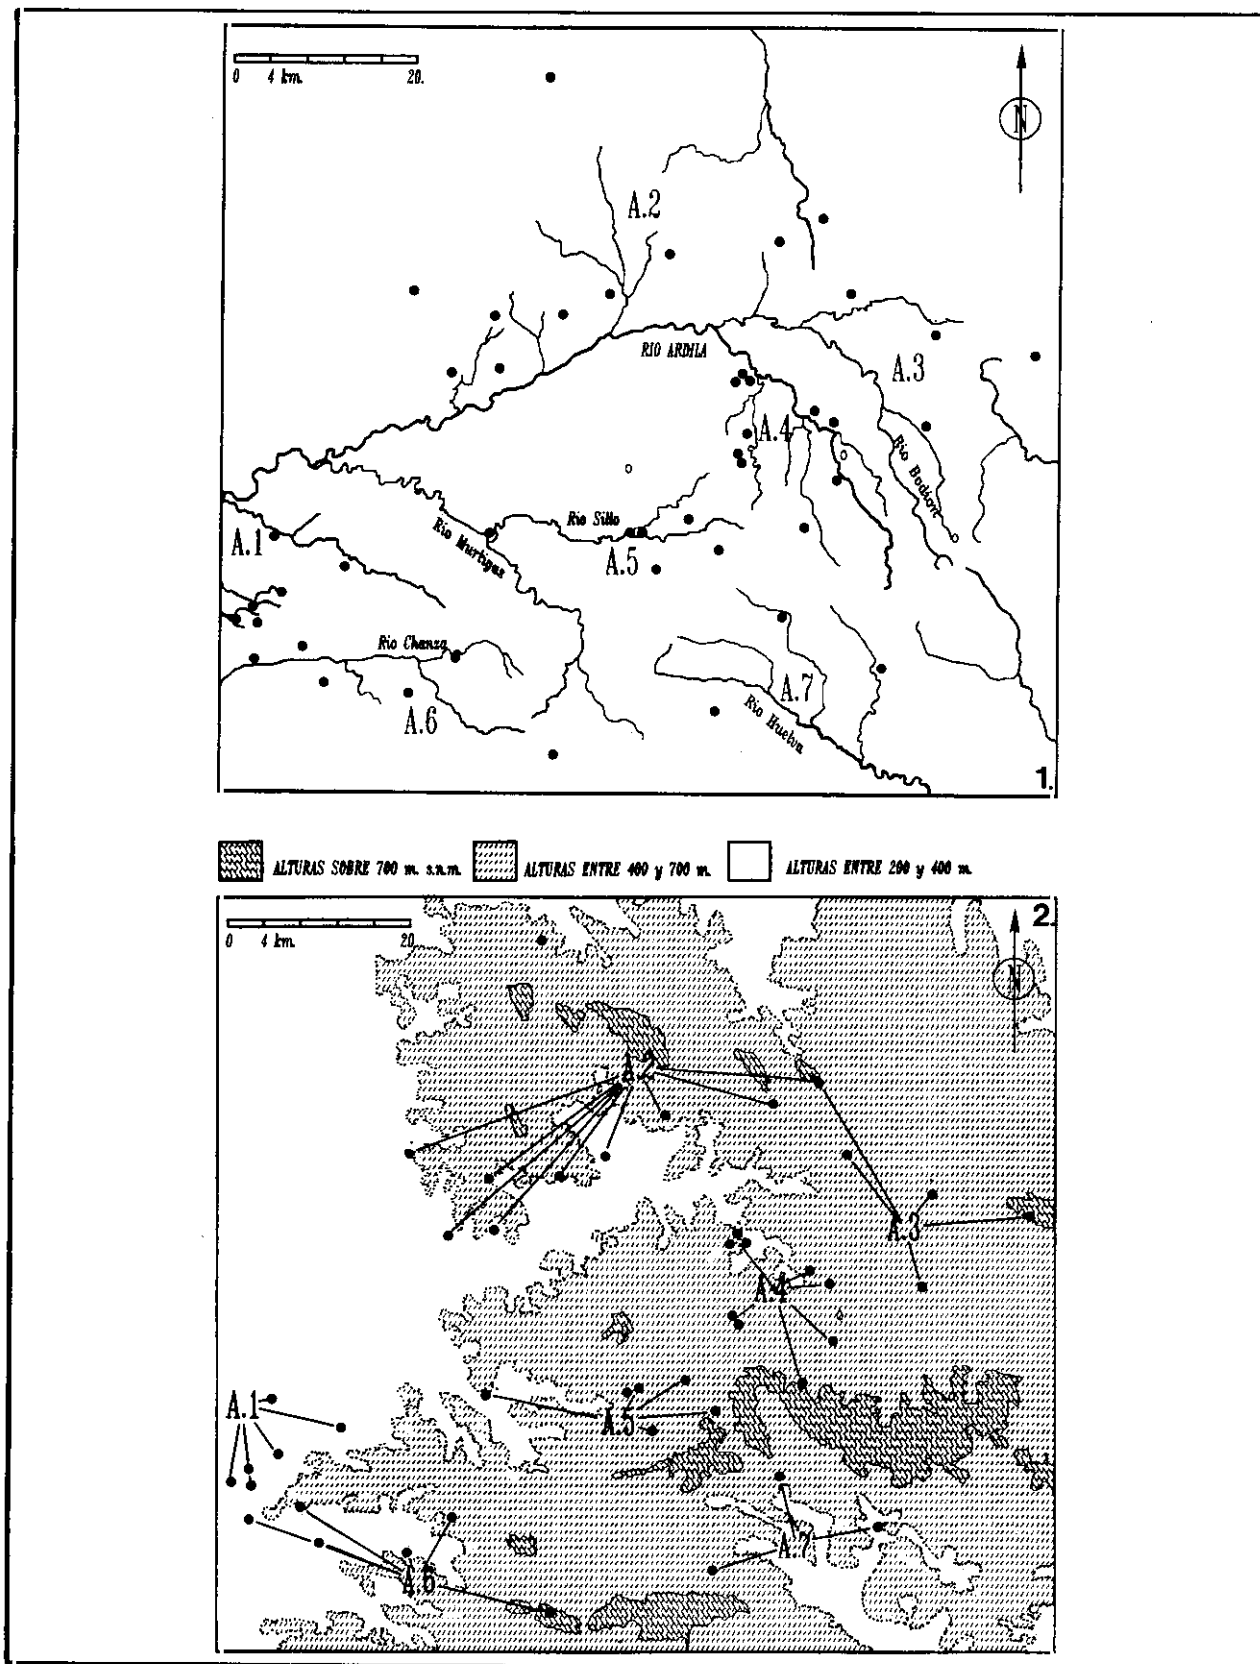 0 4 km. 20.
N
A.2
RIO ARDILA
A.3
A.4
Rio Bodion
Rio Sillo
A.1
Rio Murtigas
A.5
Rio Chanza
A.7
A.6
Rio Huelva
1.
ALTURAS SOBRE 700 m. s.n.m. ALTURAS ENTRE 400 y 700 m. ALTURAS ENTRE 200 y 400 m.
2.
0 4 km. 20
N
A.2
A.3
A.4
A.1
A.5
A.7
A.6